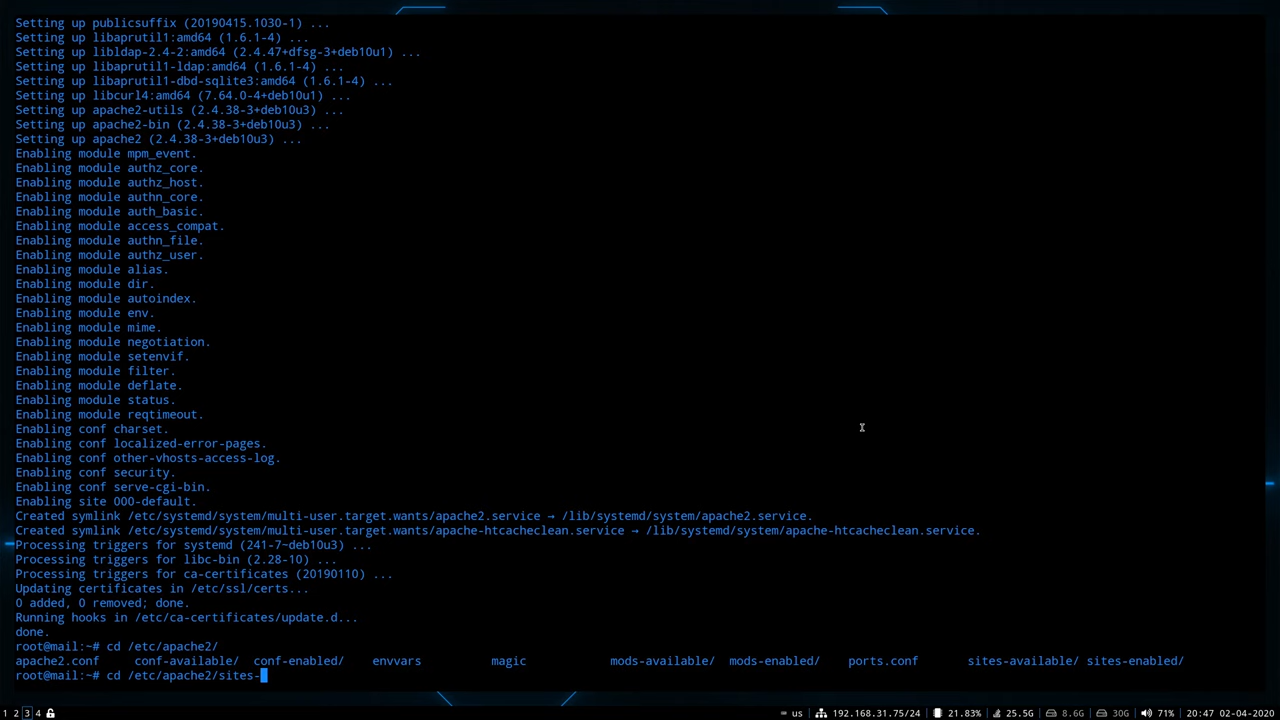 Setting up publicsuffix (20190415.1030-1) ...
Setting up libaprutil1:amd64 (1.6.1-4) ...
Setting up libldap-2.4-2:amd64 (2.4.47+dfsg-3+deb10u1) ...
Setting up libaprutil1-ldap:amd64 (1.6.1-4) ...
Setting up libaprutil1-dbd-sqlite3:amd64 (1.6.1-4) ...
Setting up libcurl4:amd64 (7.64.0-4+deb10u1) ...
Setting up apache2-utils (2.4.38-3+deb10u3) ...
Setting up apache2-bin (2.4.38-3+deb10u3) ...
Setting up apache2 (2.4.38-3+deb10u3) ...
Enabling module mpm_event.
Enabling module authz_core.
Enabling module authz_host.
Enabling module authn_core.
Enabling module auth_basic.
Enabling module access_compat.
Enabling module authn_file.
Enabling module authz_user.
Enabling module alias.
Enabling module dir.
Enabling module autoindex.
Enabling module env.
Enabling module mime.
Enabling module negotiation.
Enabling module setenvif.
Enabling module filter.
Enabling module deflate.
Enabling module status.
Enabling module reqtimeout.
Enabling conf charset.
Enabling conf localized-error-pages.
Enabling conf other-vhosts-access-log.
Enabling conf security.
Enabling conf serve-cgi-bin.
Enabling site 000-default.
Created symlink /etc/systemd/system/multi-user.target.wants/apache2.service → /lib/systemd/system/apache2.service.
Created symlink /etc/systemd/system/multi-user.target.wants/apache-htcacheclean.service → /lib/systemd/system/apache-htcacheclean.service.
Processing triggers for systemd (241-7~deb10u3) ...
Processing triggers for libc-bin (2.28-10) ...
Processing triggers for ca-certificates (20190110) ...
Updating certificates in /etc/ssl/certs...
0 added, 0 removed; done.
Running hooks in /etc/ca-certificates/update.d...
done.
root@mail:~# cd /etc/apache2/
apache2.conf conf-available/ conf-enabled/ envvars magic mods-available/ mods-enabled/ ports.conf sites-available/ sites-enabled/
root@mail:~# cd /etc/apache2/sites-
1 2 3 4 us 192.168.31.75/24 21.83% 25.5G 8.6G 30G 71% 20:47 02-04-2020